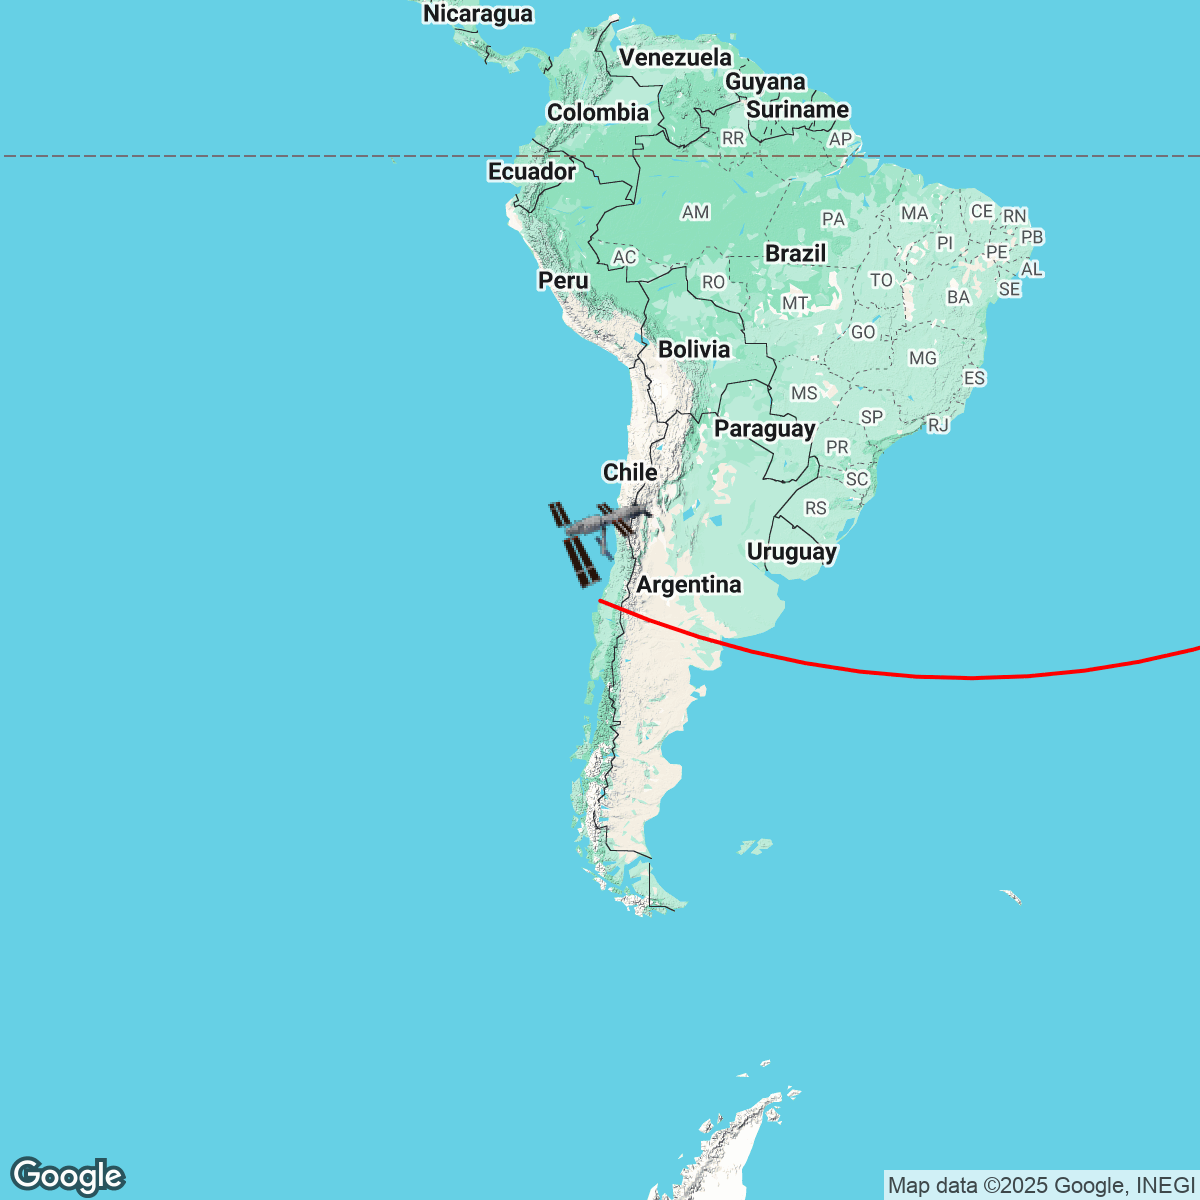 Nicaragua
Venezuela
Guyana
Suriname
Colombia
RR
AP
Ecuador
AM
PA
MA
CE
RN
PB
PI
PE
AL
AC
Brazil
TO
SE
Peru
RO
MT
BA
GO
Bolivia
MG
ES
MS
SP
RJ
Paraguay
PR
Chile
SC
RS
Uruguay
Argentina
Google
Map data ©2025 Google, INEGI